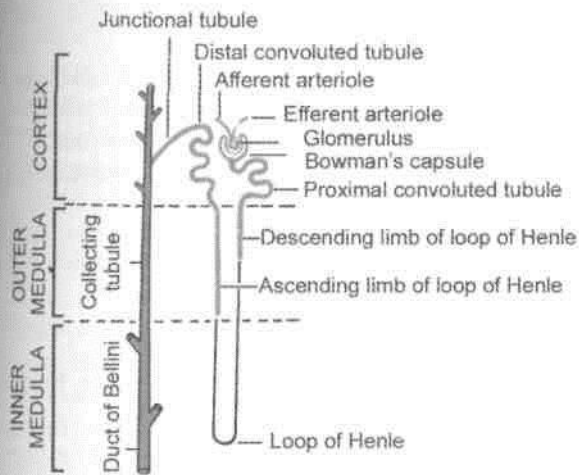 Junctional tubule
Distal convoluted tubule
Afferent arteriole
Efferent arteriole
Glomerulus
Bowman's capsule
Proximal convoluted tubule
CORTEX
Descending limb of loop of Henle
OUTER
MEDULLA
Collecting
tubule
Ascending limb of loop of Henle
INNER
MEDULLA
Duct of Bellini
Loop of Henle